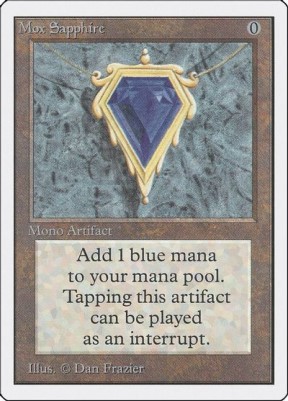 Mox Sapphire 0
Mono Artifact
Add 1 blue mana
to your mana pool.
Tapping this artifact
can be played
as an interrupt.
Illus. © Dan Frazier